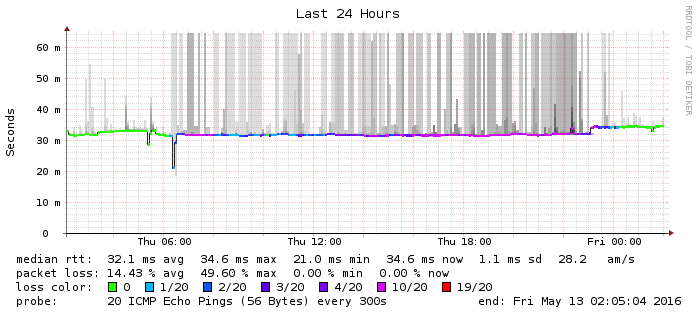 Last 24 Hours
RRDTOOL / TOBI OETIKER
Seconds
60 m
50 m
40 m
30 m
20 m
10 m
0
Thu 06:00 Thu 12:00 Thu 18:00 Fri 00:00
median rtt: 32.1 ms avg 34.6 ms max 21.0 ms min 34.6 ms now 1.1 ms sd 28.2 am/s
packet loss: 14.43 % avg 49.60 % max 0.00 % min 0.00 % now
loss color: 0 1/20 2/20 3/20 4/20 10/20 19/20
probe: 20 ICMP Echo Pings (56 Bytes) every 300s end: Fri May 13 02:05:04 2016